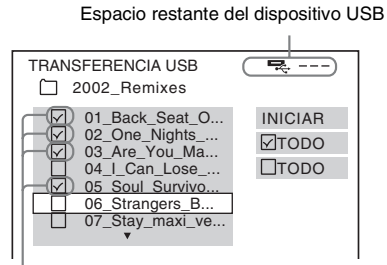 Espacio restante del dispositivo USB
TRANSFERENCIA USB
---
2002_Remixes
01_Back_Seat_O...
02_One_Nights_...
03_Are_You_Ma...
04_I_Can_Lose_...
05_Soul_Survivo...
06_Strangers_B...
07_Stay_maxi_ve...
INICIAR
TODO
TODO